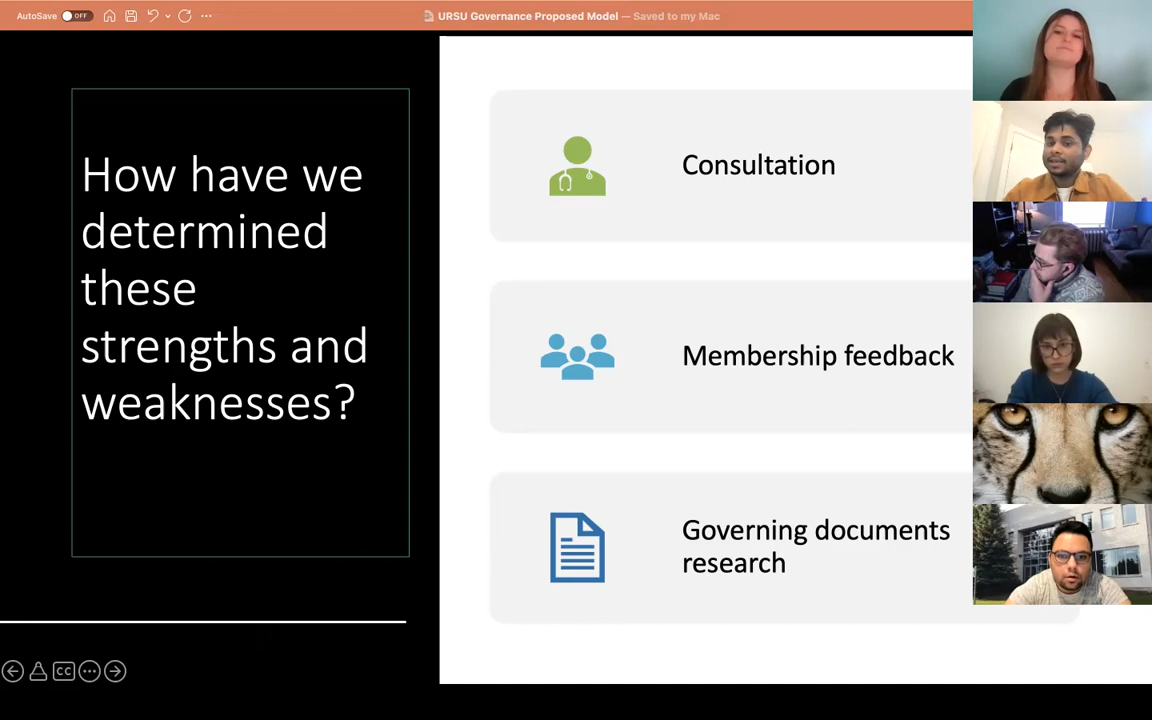 AutoSave OFF
URSU Governance Proposed Model — Saved to my Mac
How have we
determined
these
strengths and
weaknesses?
Consultation
Membership feedback
Governing documents
research
CC